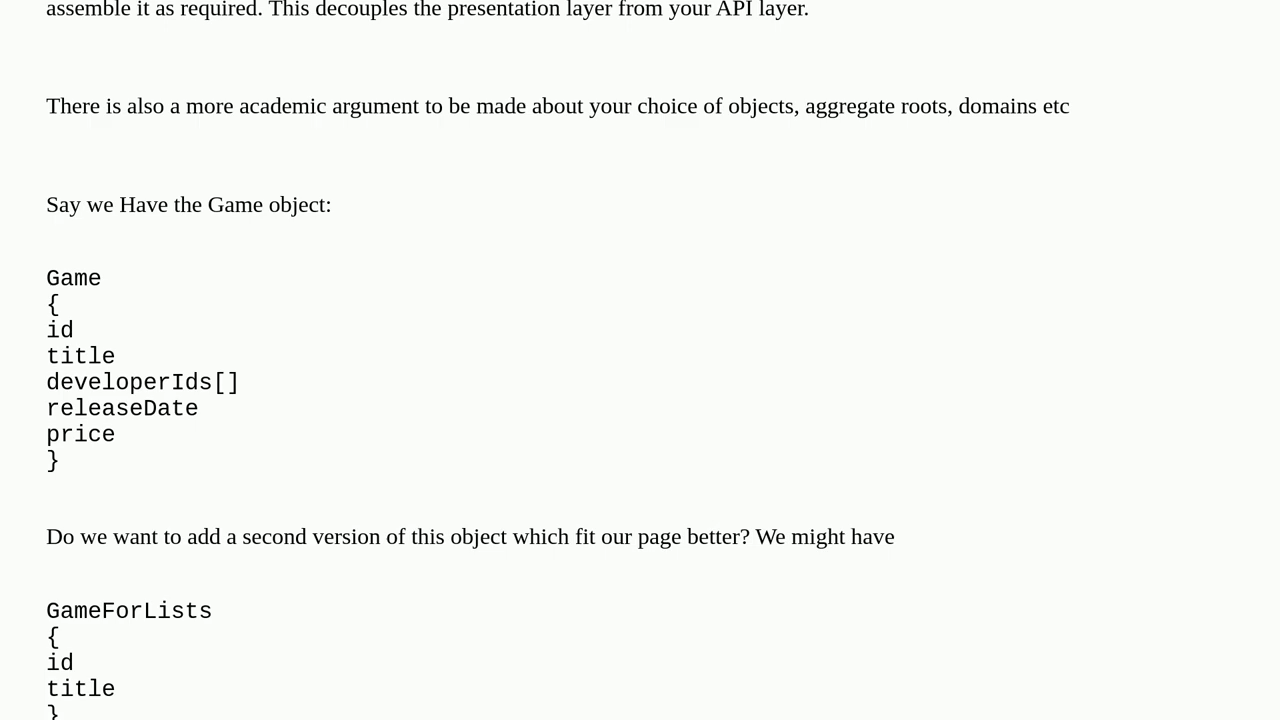 assemble it as required. This decouples the presentation layer from your API layer.
There is also a more academic argument to be made about your choice of objects, aggregate roots, domains etc
Say we Have the Game object:
Game
{
id
title
developerIds[]
releaseDate
price
}
Do we want to add a second version of this object which fit our page better? We might have
GameForLists
{
id
title
}